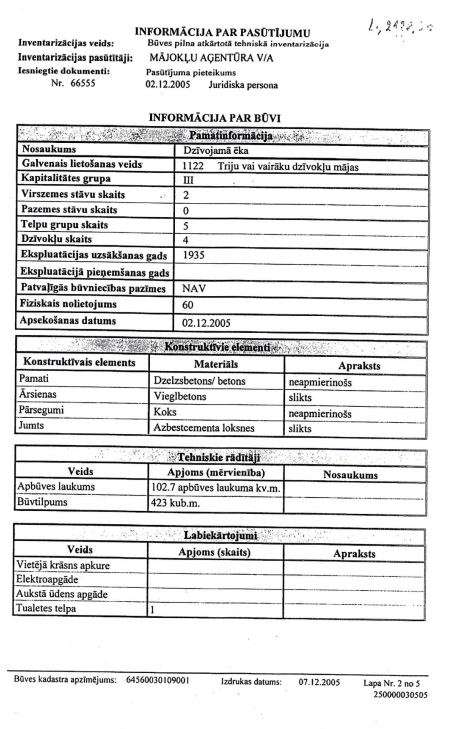 INFORMĀCIJA PAR PASŪTĪJUMU
Inventarizācijas veids: Būves pilna atkārtotā tehniskā inventarizācija
Inventarizācijas pasūtītāji: MĀJOKĻU AĢENTŪRA V/A
Iesniegtie dokumenti: Pasūtījuma pieteikums
Nr. 66555 02.12.2005 Juridiska persona
INFORMĀCIJA PAR BŪVI
Pamatinformācija
Nosaukums Dzīvojamā ēka
Galvenais lietošanas veids 1122 Triju vai vairāku dzīvokļu mājas
Kapitalitātes grupa III
Virszemes stāvu skaits 2
Pazemes stāvu skaits 0
Telpu grupu skaits 5
Dzīvokļu skaits 4
Ekspluatācijas uzsākšanas gads 1935
Ekspluatācijā pieņemšanas gads
Patvaļīgās būvniecības pazīmes NAV
Fiziskais nolietojums 60
Apsekošanas datums 02.12.2005
Konstruktīvie elementi
Konstruktīvais elements Materiāls Apraksts
Pamati Dzelzsbetons/ betons neapmierinošs
Ārsienas Vieglbetons slikts
Pārsegumi Koks neapmierinošs
Jumts Azbestcementa loksnes slikts
Tehniskie rādītāji
Veids Apjoms (mērvienība) Nosaukums
Apbūves laukums 102.7 apbūves laukuma kv.m.
Būvtilpums 423 kub.m.
Labiekārtojumi
Veids Apjoms (skaits) Apraksts
Vietējā krāsns apkure
Elektroapgāde
Aukstā ūdens apgāde
Tualetes telpa 1
Būves kadastra apzīmējums: 64560030109001 Izdrukas datums: 07.12.2005 Lapa Nr. 2 no 5
250000030505